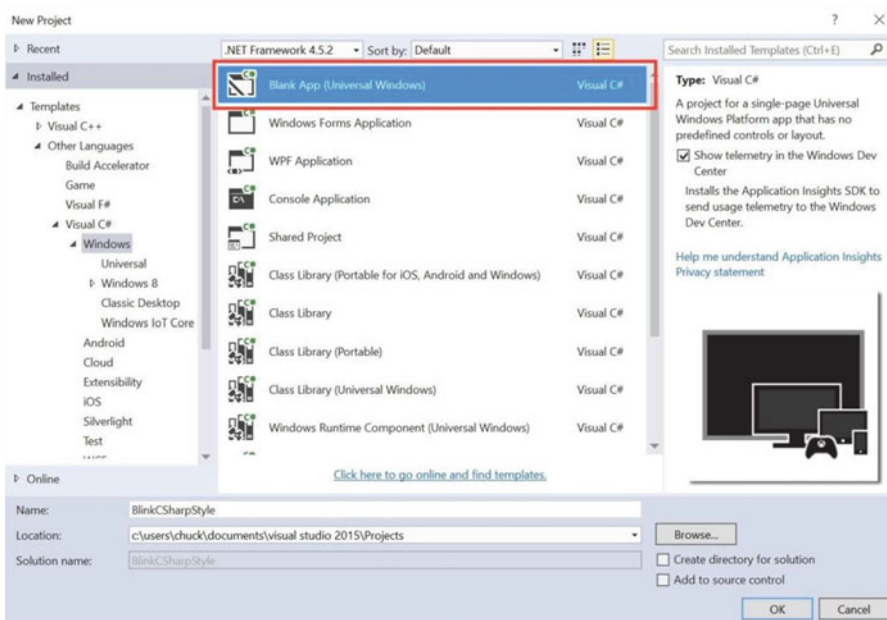 New Project
? ×
Recent
.NET Framework 4.5.2
Sort by: Default
Search Installed Templates (Ctrl+E)
Installed
Templates
Visual C++
Other Languages
Build Accelerator
Game
Visual F#
Visual C#
Windows
Universal
Windows 8
Classic Desktop
Windows IoT Core
Android
Cloud
Extensibility
iOS
Silverlight
Test
Online
Blank App (Universal Windows) Visual C#
Windows Forms Application Visual C#
WPF Application Visual C#
Console Application Visual C#
Shared Project Visual C#
Class Library (Portable for iOS, Android and Windows) Visual C#
Class Library Visual C#
Class Library (Portable) Visual C#
Class Library (Universal Windows) Visual C#
Windows Runtime Component (Universal Windows) Visual C#
Click here to go online and find templates.
Type: Visual C#
A project for a single-page Universal
Windows Platform app that has no
predefined controls or layout.
Show telemetry in the Windows Dev
Center
Installs the Application Insights SDK to
send usage telemetry to the Windows
Dev Center.
Help me understand Application Insights
Privacy statement
Name: BlinkCSharpStyle
Location: c:\users\chuck\documents\visual studio 2015\Projects
Browse...
Solution name: BlinkCSharpStyle
Create directory for solution
Add to source control
OK Cancel